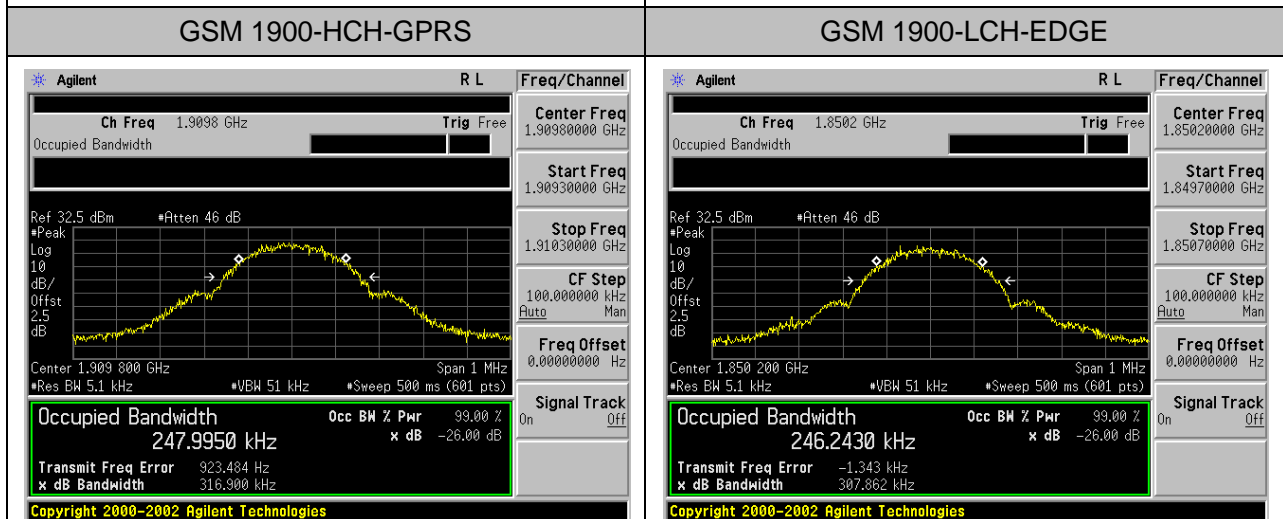 GSM 1900-HCH-GPRS
Agilent R L
Freq/Channel
Ch Freq 1.9098 GHz Trig Free
Occupied Bandwidth
Center Freq
1.90980000 GHz
Start Freq
1.90930000 GHz
Stop Freq
1.91030000 GHz
CF Step
100.000000 kHz
Auto Man
Freq Offset
0.00000000 Hz
Signal Track
On Off
Ref 32.5 dBm #Atten 46 dB
#Peak
Log
10
dB/
Offst
2.5
dB
Center 1.909 800 GHz Span 1 MHz
#Res BW 5.1 kHz #VBW 51 kHz #Sweep 500 ms (601 pts)
Occupied Bandwidth Occ BW % Pwr 99.00 %
247.9950 kHz x dB -26.00 dB
Transmit Freq Error 923.484 Hz
x dB Bandwidth 316.900 kHz
Copyright 2000-2002 Agilent Technologies
GSM 1900-LCH-EDGE
Agilent R L
Freq/Channel
Ch Freq 1.8502 GHz Trig Free
Occupied Bandwidth
Center Freq
1.85020000 GHz
Start Freq
1.84970000 GHz
Stop Freq
1.85070000 GHz
CF Step
100.000000 kHz
Auto Man
Freq Offset
0.00000000 Hz
Signal Track
On Off
Ref 32.5 dBm #Atten 46 dB
#Peak
Log
10
dB/
Offst
2.5
dB
Center 1.850 200 GHz Span 1 MHz
#Res BW 5.1 kHz #VBW 51 kHz #Sweep 500 ms (601 pts)
Occupied Bandwidth Occ BW % Pwr 99.00 %
246.2430 kHz x dB -26.00 dB
Transmit Freq Error -1.343 kHz
x dB Bandwidth 307.862 kHz
Copyright 2000-2002 Agilent Technologies